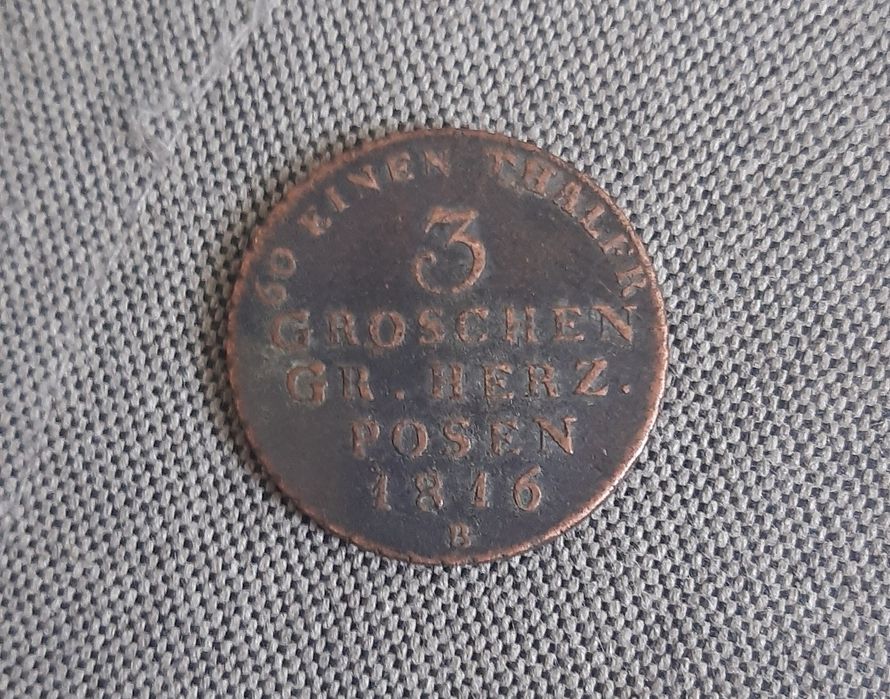 60 EINEN THALER
3
GROSCHEN
GR. HERZ.
POSEN
1816
B